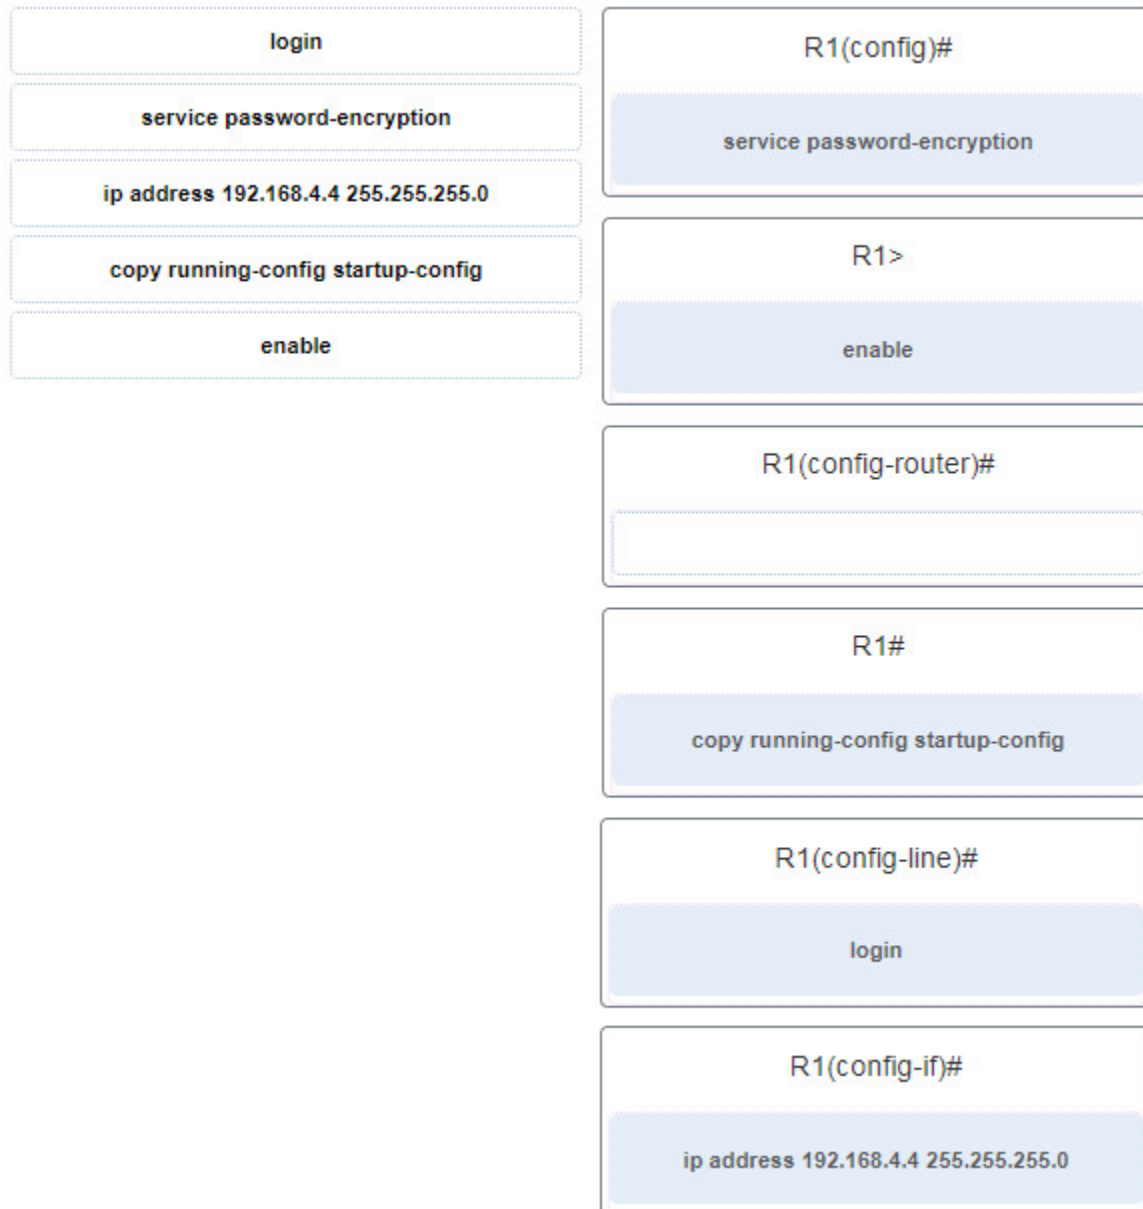 login
service password-encryption
ip address 192.168.4.4 255.255.255.0
copy running-config startup-config
enable
R1(config)#
service password-encryption
R1>
enable
R1(config-router)#
R1#
copy running-config startup-config
R1(config-line)#
login
R1(config-if)#
ip address 192.168.4.4 255.255.255.0